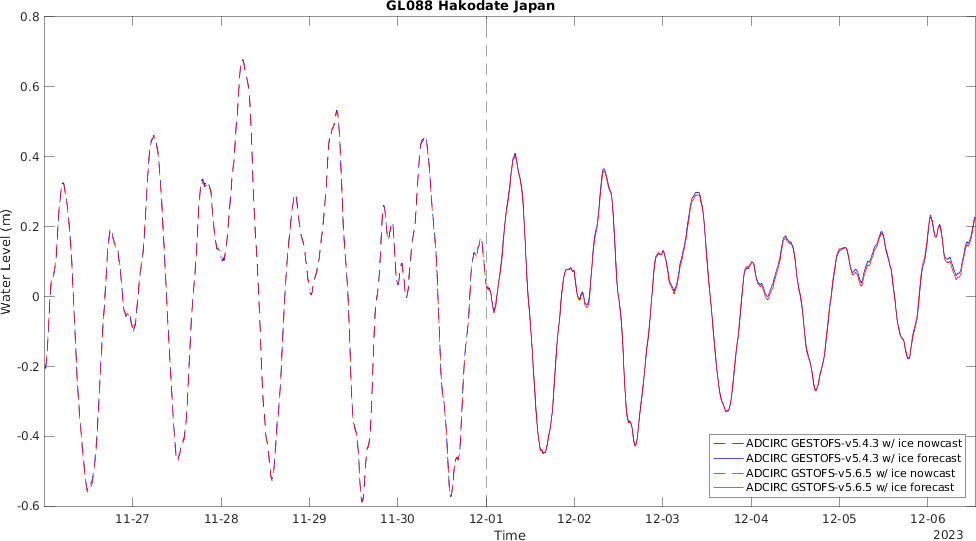 GL088 Hakodate Japan
0.8
0.6
0.4
0.2
0
-0.2
-0.4
-0.6
Water Level (m)
ADCIRC GESTOFS-v5.4.3 w/ ice nowcast
ADCIRC GESTOFS-v5.4.3 w/ ice forecast
ADCIRC GSTOFS-v5.6.5 w/ ice nowcast
ADCIRC GSTOFS-v5.6.5 w/ ice forecast
11-27 11-28 11-29 11-30 12-01 12-02 12-03 12-04 12-05 12-06
Time
2023